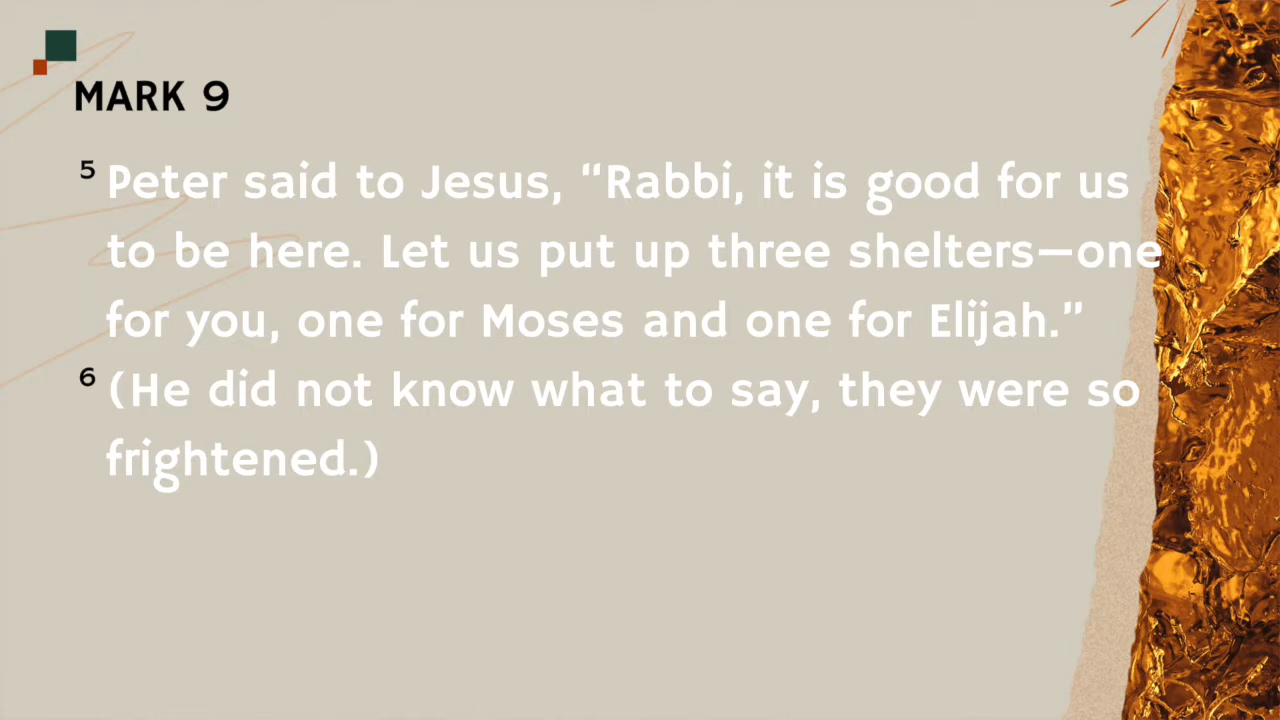 MARK 9
5 Peter said to Jesus, “Rabbi, it is good for us
to be here. Let us put up three shelters—one
for you, one for Moses and one for Elijah.”
6 (He did not know what to say, they were so
frightened.)